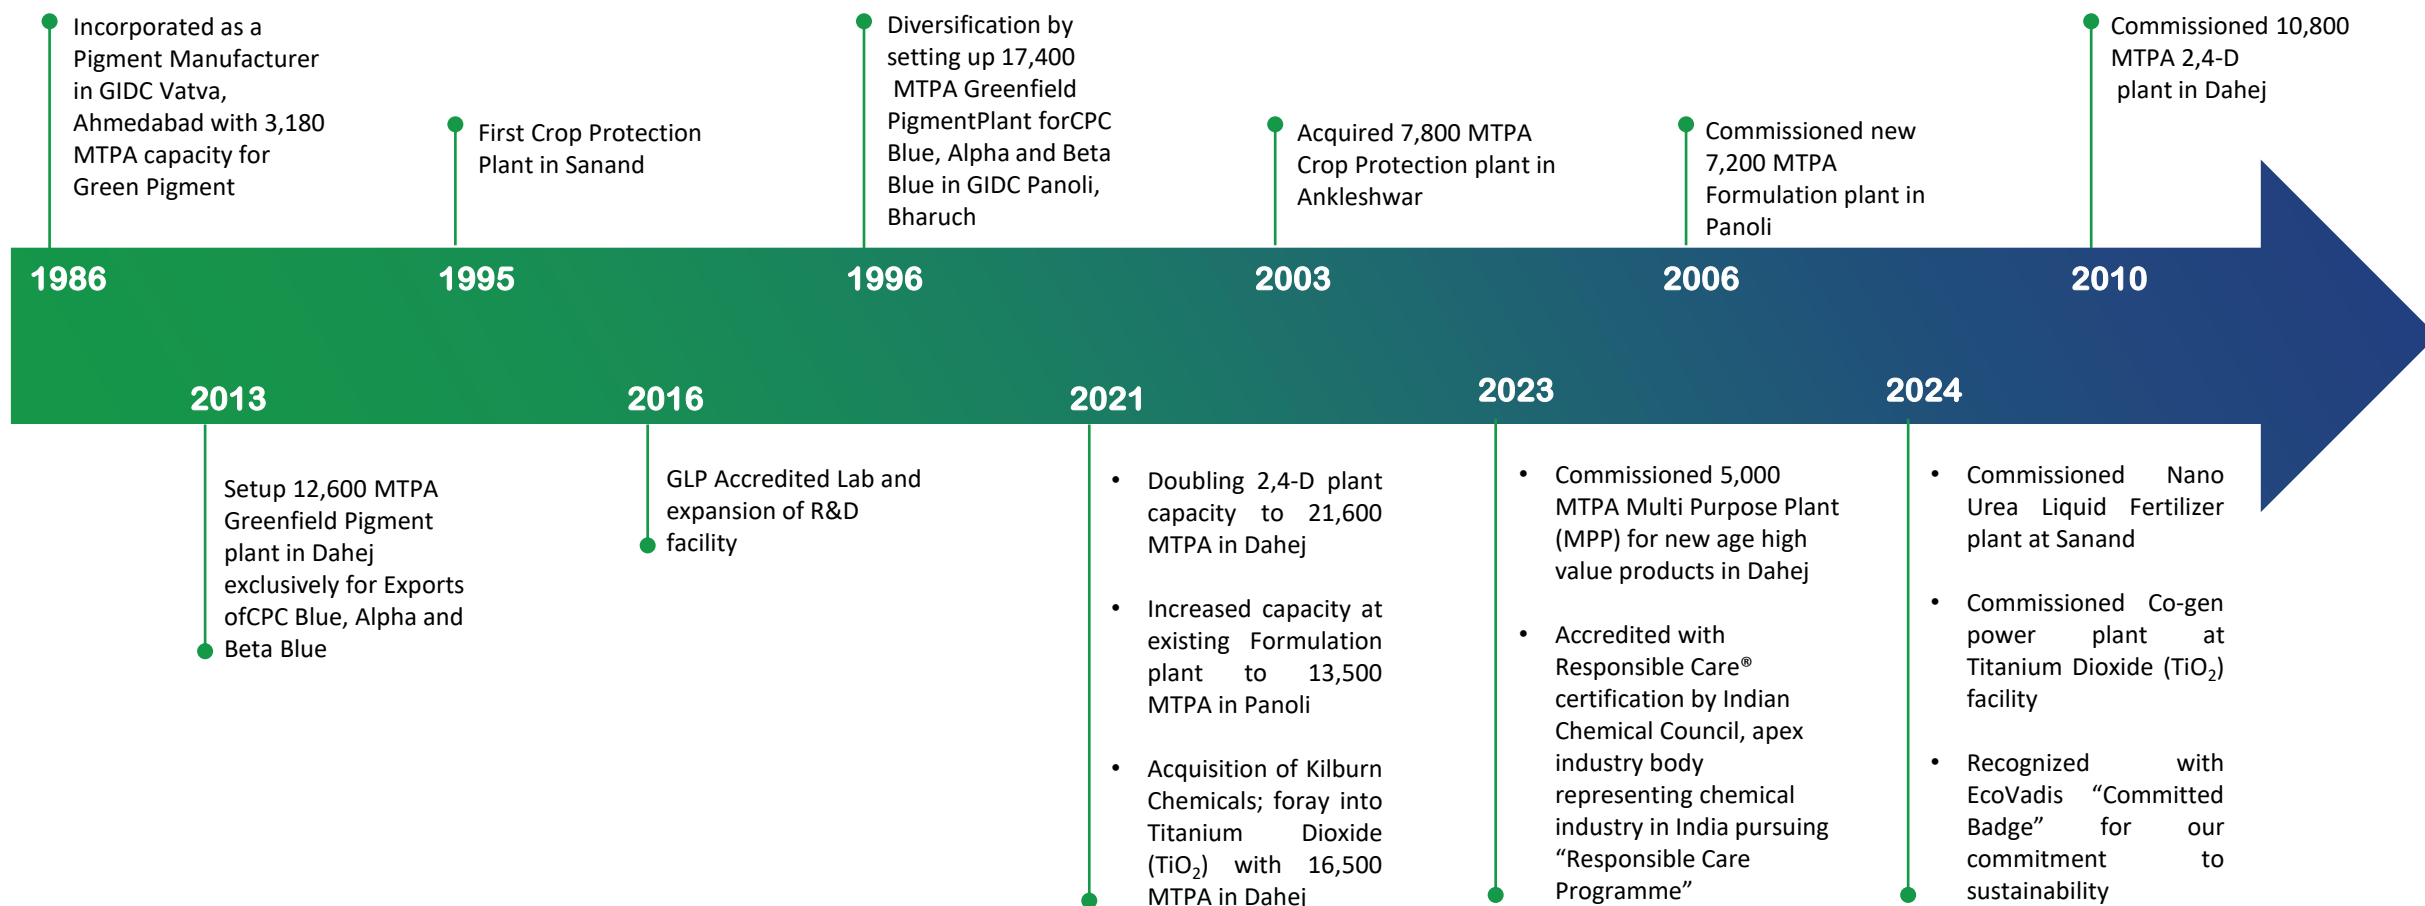 Incorporated as a
Pigment Manufacturer
in GIDC Vatva,
Ahmedabad with 3,180
MTPA capacity for
Green Pigment
First Crop Protection
Plant in Sanand
Diversification by
setting up 17,400
MTPA Greenfield
PigmentPlant forCPC
Blue, Alpha and Beta
Blue in GIDC Panoli,
Bharuch
Acquired 7,800 MTPA
Crop Protection plant in
Ankleshwar
Commissioned new
7,200 MTPA
Formulation plant in
Panoli
Commissioned 10,800
MTPA 2,4-D
plant in Dahej
1986
1995
1996
2003
2006
2010
2013
2016
2021
2023
2024
Setup 12,600 MTPA
Greenfield Pigment
plant in Dahej
exclusively for Exports
ofCPC Blue, Alpha and
Beta Blue
GLP Accredited Lab and
expansion of R&D
facility
• Doubling 2,4-D plant
capacity to 21,600
MTPA in Dahej
• Increased capacity at
existing Formulation
plant to 13,500
MTPA in Panoli
• Acquisition of Kilburn
Chemicals; foray into
Titanium Dioxide
(TiO₂) with 16,500
MTPA in Dahej
• Commissioned 5,000
MTPA Multi Purpose Plant
(MPP) for new age high
value products in Dahej
• Accredited with
Responsible Care®
certification by Indian
Chemical Council, apex
industry body
representing chemical
industry in India pursuing
“Responsible Care
Programme”
• Commissioned Nano
Urea Liquid Fertilizer
plant at Sanand
• Commissioned Co-gen
power plant at
Titanium Dioxide (TiO₂)
facility
• Recognized with
EcoVadis “Committed
Badge” for our
commitment to
sustainability